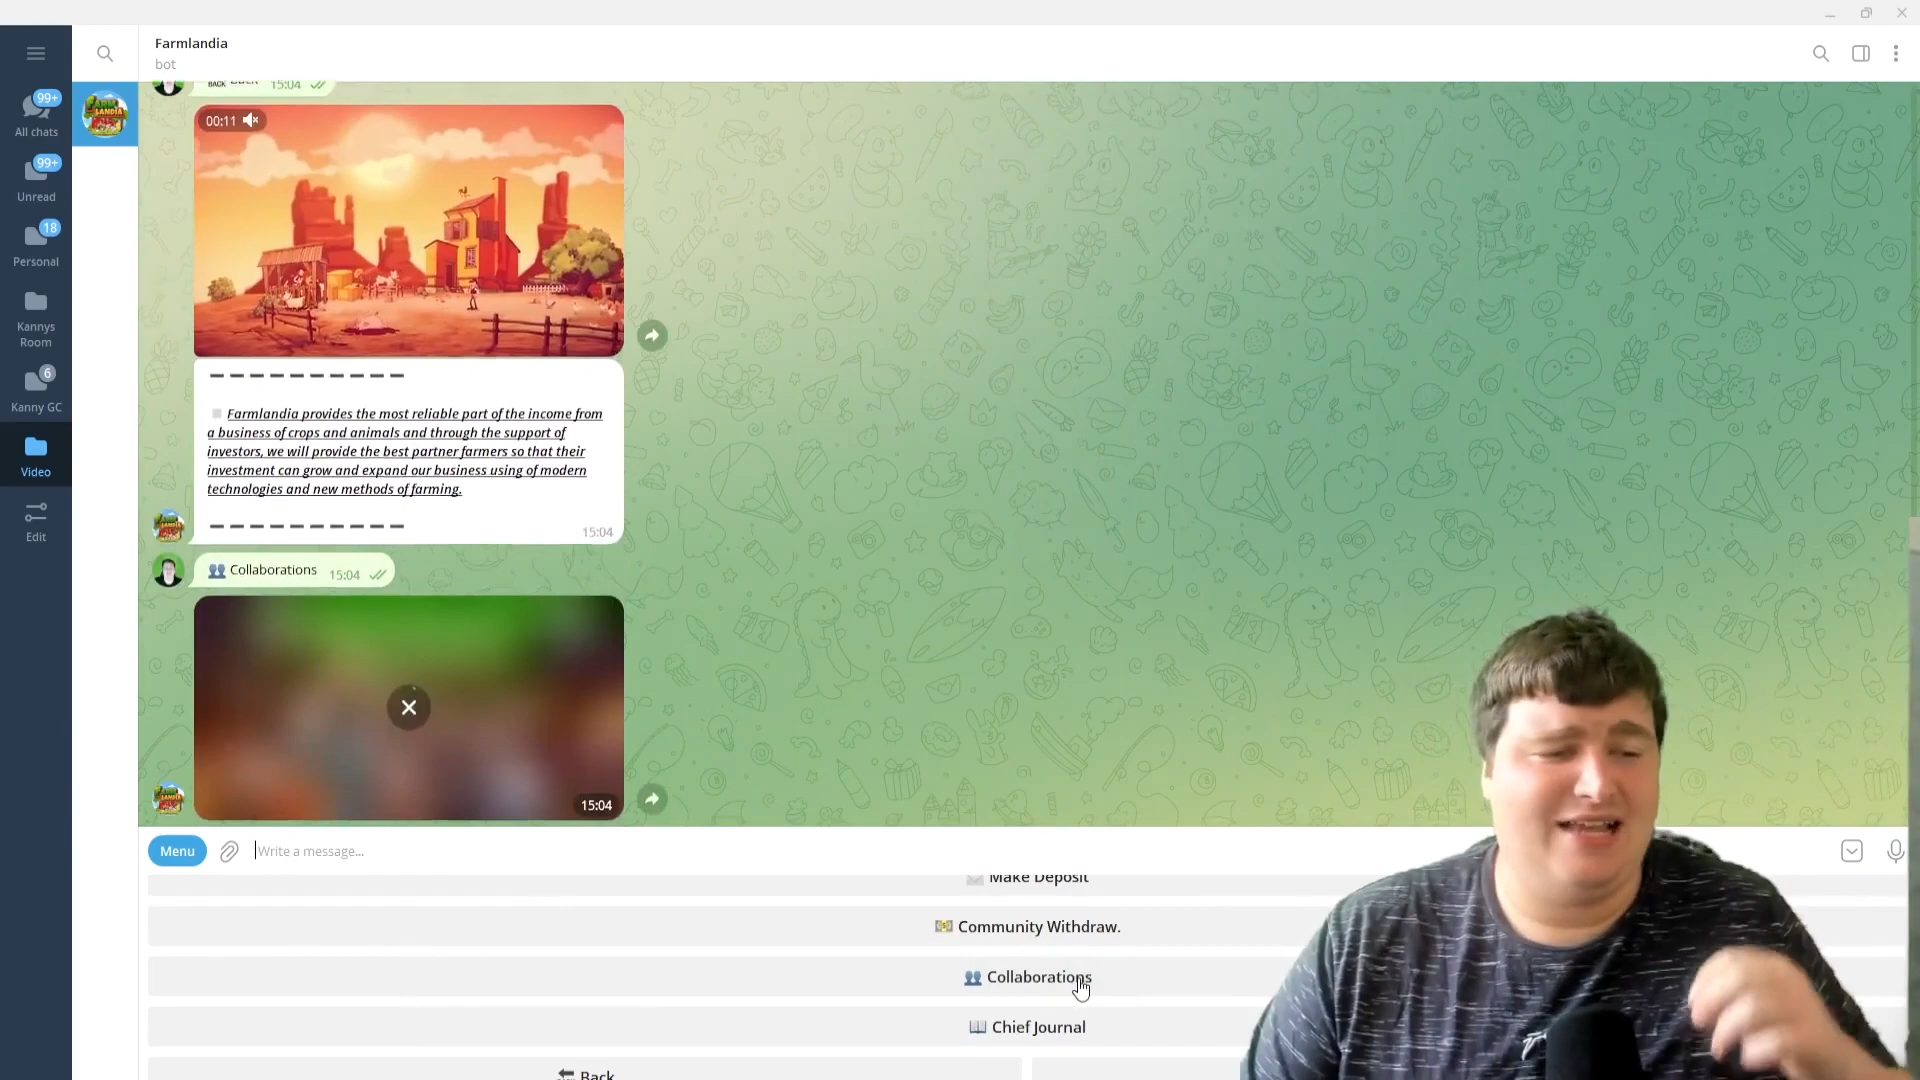 Farmlandia
bot
99+
All chats
99+
Unread
18
Personal
Kannys
Room
6
Kanny GC
Video
Edit
BACK Back 15:04
00:11
Farmlandia provides the most reliable part of the income from
a business of crops and animals and through the support of
investors, we will provide the best partner farmers so that their
investment can grow and expand our business using of modern
technologies and new methods of farming.
15:04
Collaborations 15:04
15:04
Menu
Write a message...
Make Deposit
Community Withdraw.
Collaborations
Chief Journal
Back